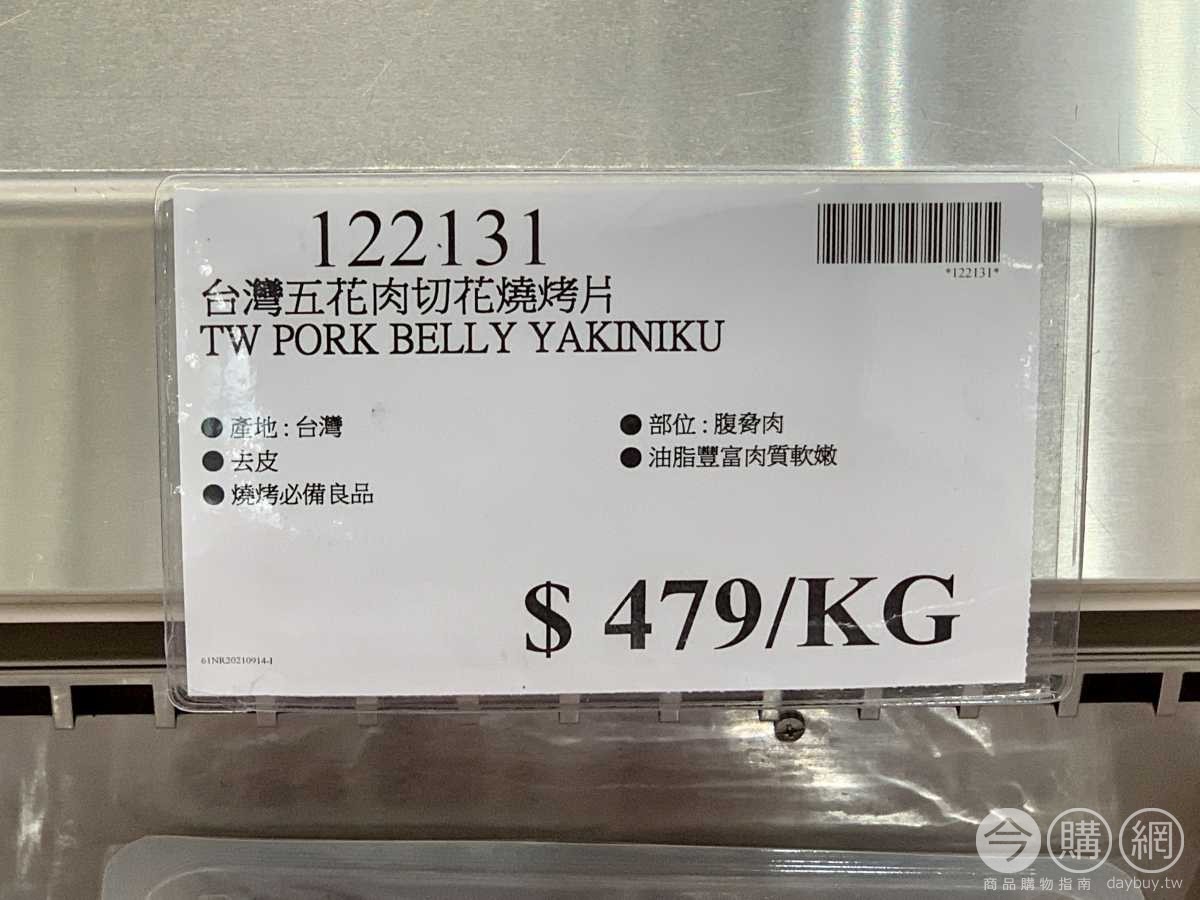 122131
*122131*
台灣五花肉切花燒烤片
TW PORK BELLY YAKINIKU
● 產地 : 台灣
● 部位 : 腹脅肉
● 去皮
● 油脂豐富肉質軟嫩
● 燒烤必備良品
$ 479/KG
61NR20210914-1
今購網
商品購物指南 daybuy.tw